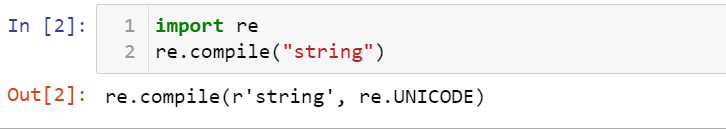 In [2]: 1 import re
2 re.compile("string")
Out[2]: re.compile(r'string', re.UNICODE)